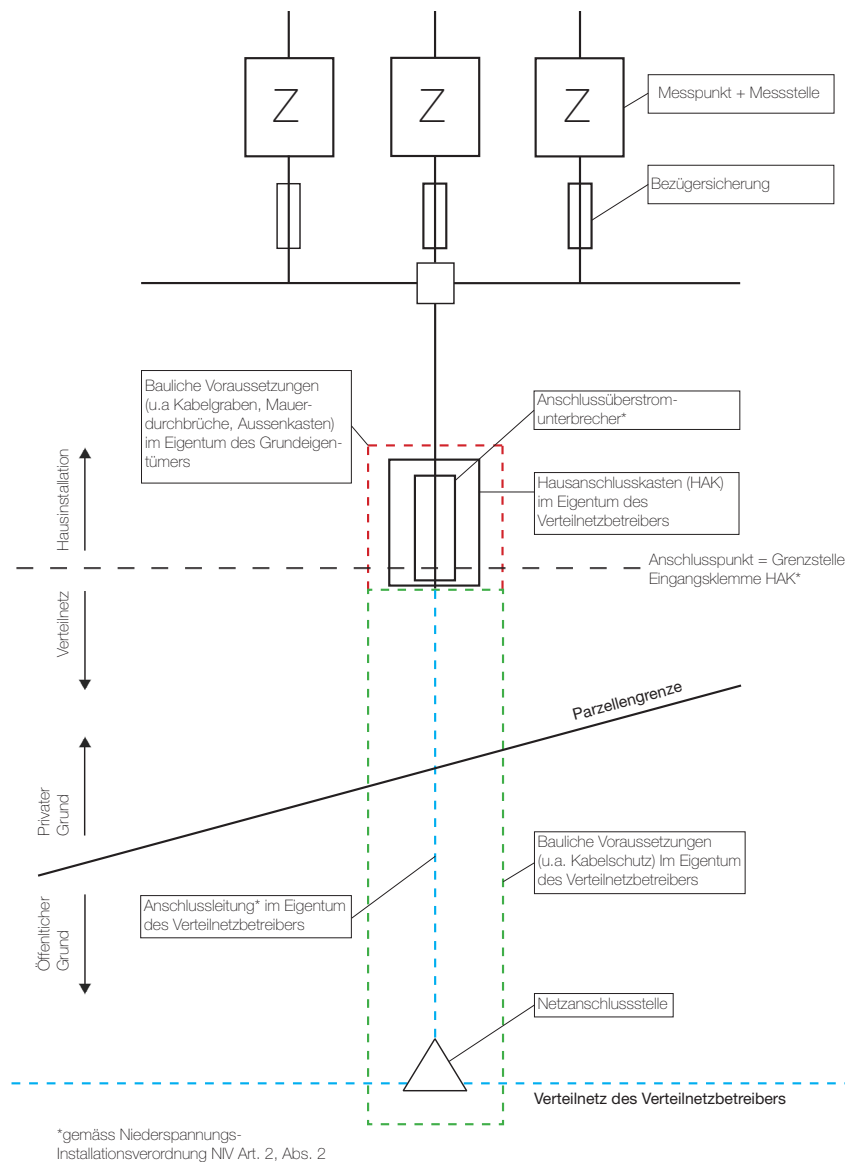 Z
Z
Z
Messpunkt + Messstelle
Bezügersicherung
Bauliche Voraussetzungen
(u.a Kabelgraben, Mauer-
durchbrüche, Aussenkasten)
im Eigentum des Grundeigen-
tümers
Anschlussüberstrom-
unterbrecher*
Hausanschlusskasten (HAK)
im Eigentum des
Verteilnetzbetreibers
Hausinstallation
Anschlusspunkt = Grenzstelle
Eingangsklemme HAK*
Verteilnetz
Parzellengrenze
Privater
Grund
Bauliche Voraussetzungen
(u.a. Kabelschutz) Im Eigentum
des Verteilnetzbetreibers
Anschlussleitung* im Eigentum
des Verteilnetzbetreibers
Öffenlticher
Grund
Netzanschlussstelle
Verteilnetz des Verteilnetzbetreibers
*gemäss Niederspannungs-
Installationsverordnung NIV Art. 2, Abs. 2